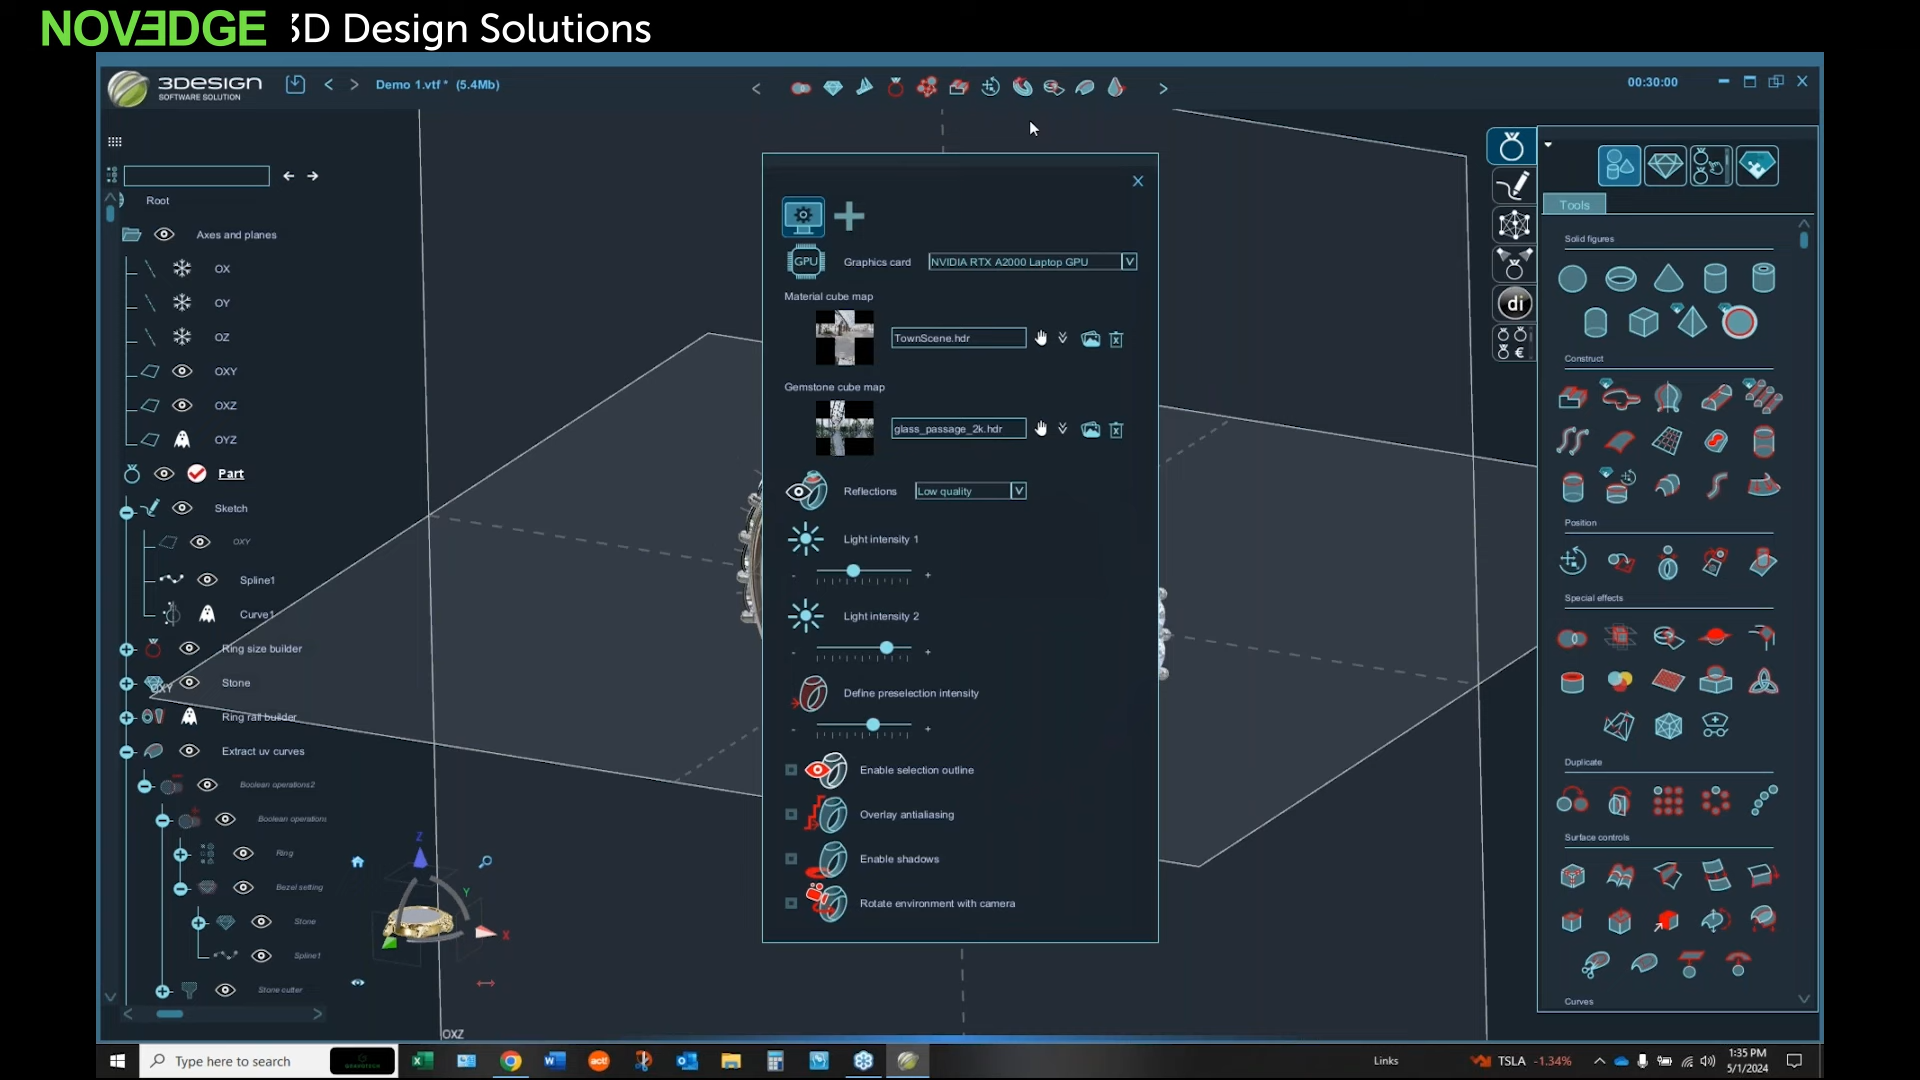 NOVEDGE 3D Design Solutions
3DESIGN
SOFTWARE SOLUTION
Demo 1.vtf * (5.4Mb)
00:30:00
Root
Axes and planes
OX
OY
OZ
OXY
OXZ
OYZ
Part
Sketch
OXY
Spline1
Curve1
Ring size builder
Stone
OXY
Ring rail builder
Extract uv curves
Boolean operations2
Boolean operations
Ring
Bezel setting
Stone
Spline1
Stone cutter
Z
Y
X
OXZ
GPU
Graphics card
NVIDIA RTX A2000 Laptop GPU
Material cube map
TownScene.hdr
Gemstone cube map
glass_passage_2k.hdr
Reflections
Low quality
Light intensity 1
- +
Light intensity 2
- +
Define preselection intensity
- +
Enable selection outline
Overlay antialiasing
Enable shadows
Rotate environment with camera
di
€
Tools
Solid figures
Construct
Position
Special effects
Duplicate
Surface controls
Curves
Type here to search
act!
Links
TSLA -1.34%
1:35 PM
5/1/2024